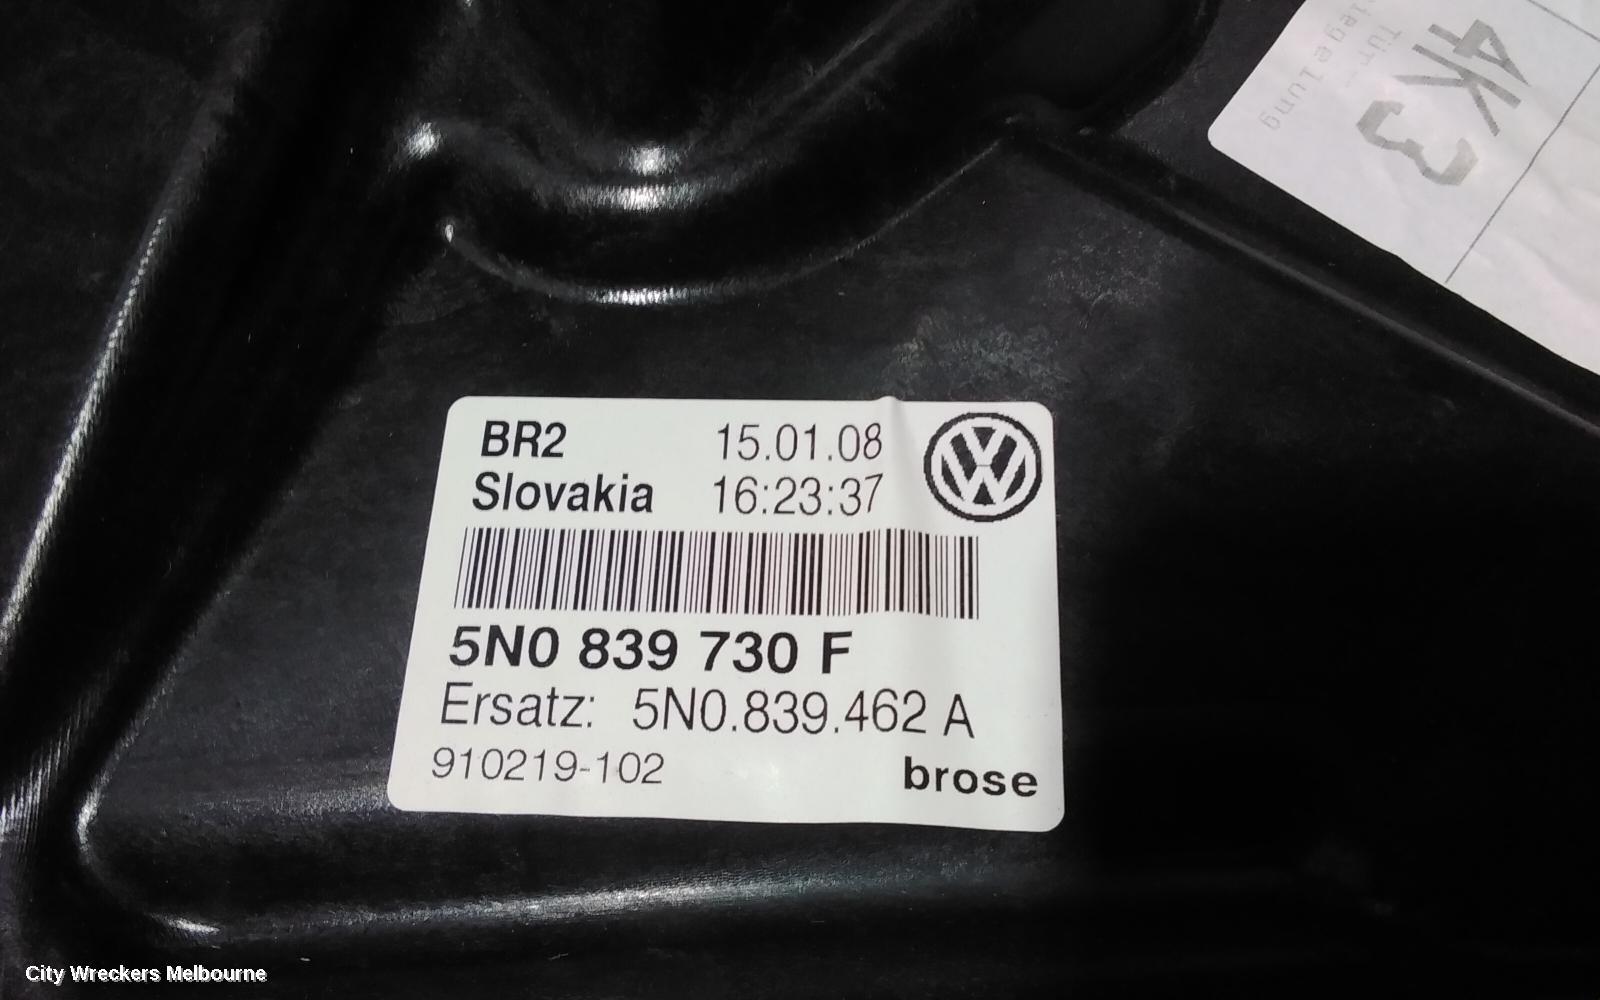 4K3
BR2 15.01.08
Slovakia 16:23:37
5N0 839 730 F
Ersatz: 5N0.839.462 A
910219-102 brose
City Wreckers Melbourne